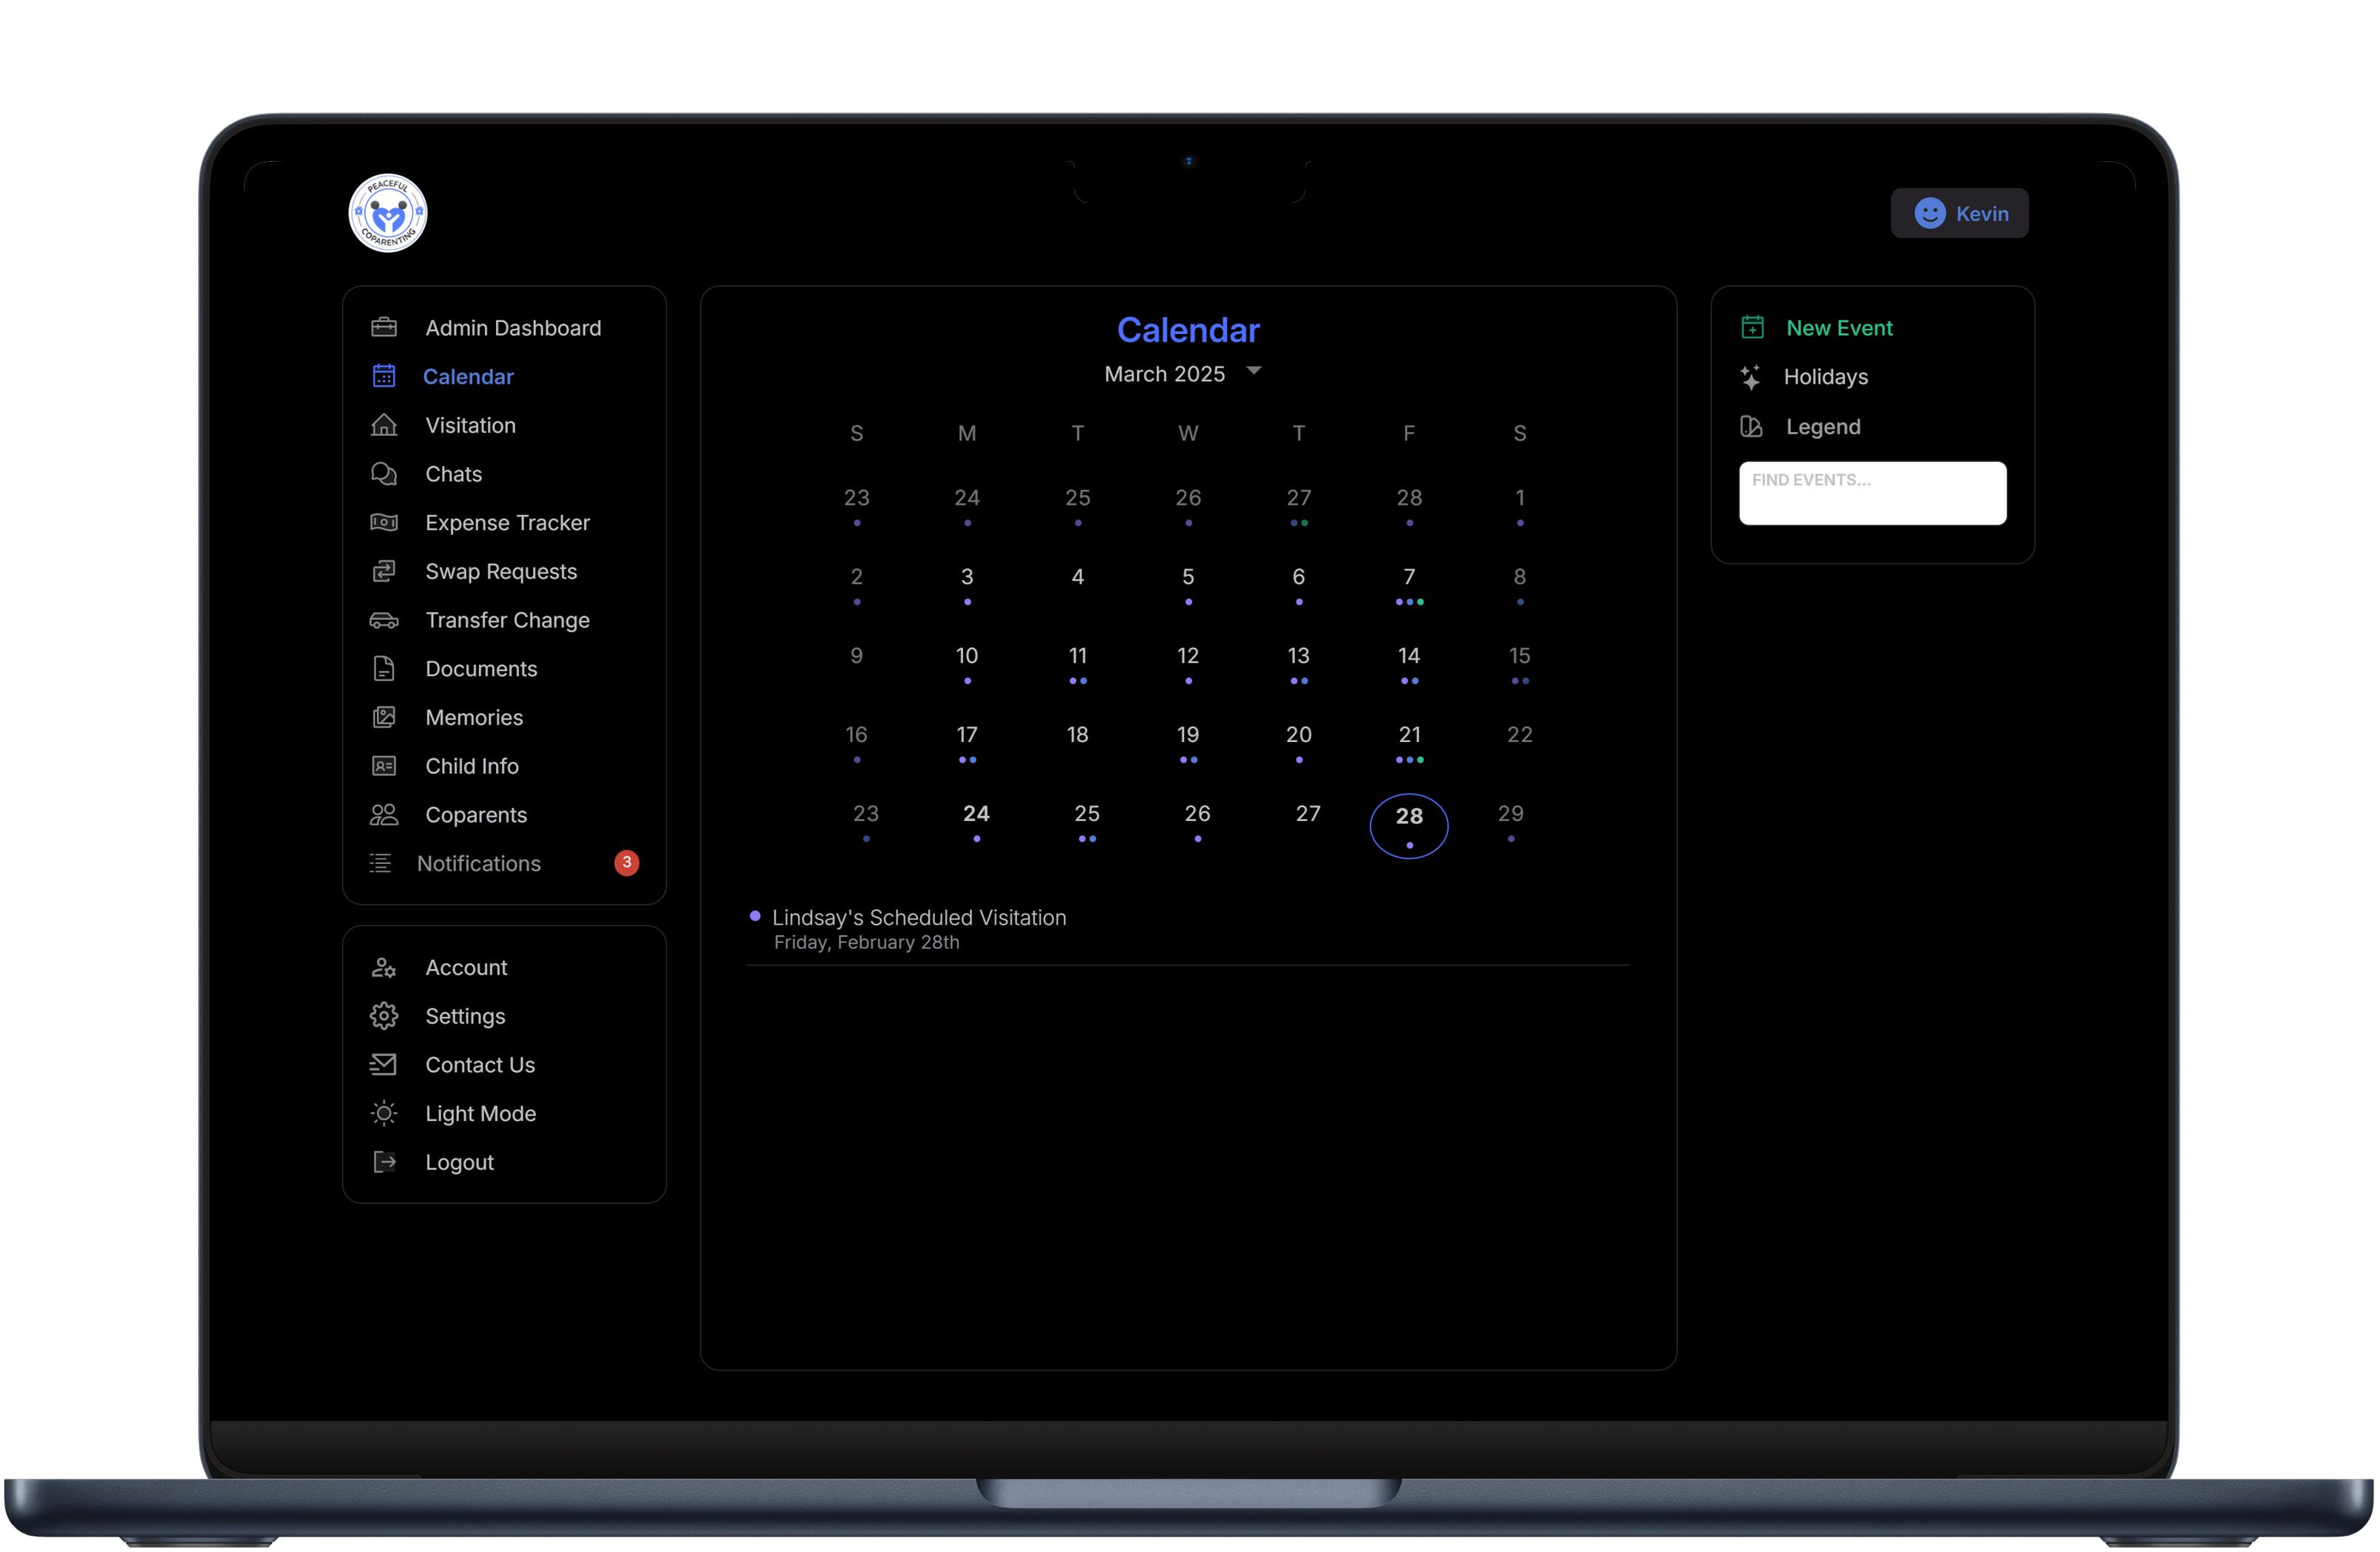 PEACEFUL
COPARENTING
Kevin
Admin Dashboard
Calendar
Visitation
Chats
Expense Tracker
Swap Requests
Transfer Change
Documents
Memories
Child Info
Coparents
Notifications 3
Account
Settings
Contact Us
Light Mode
Logout
Calendar
March 2025
S M T W T F S
23 24 25 26 27 28 1
2 3 4 5 6 7 8
9 10 11 12 13 14 15
16 17 18 19 20 21 22
23 24 25 26 27 28 29
Lindsay's Scheduled Visitation
Friday, February 28th
New Event
Holidays
Legend
FIND EVENTS...